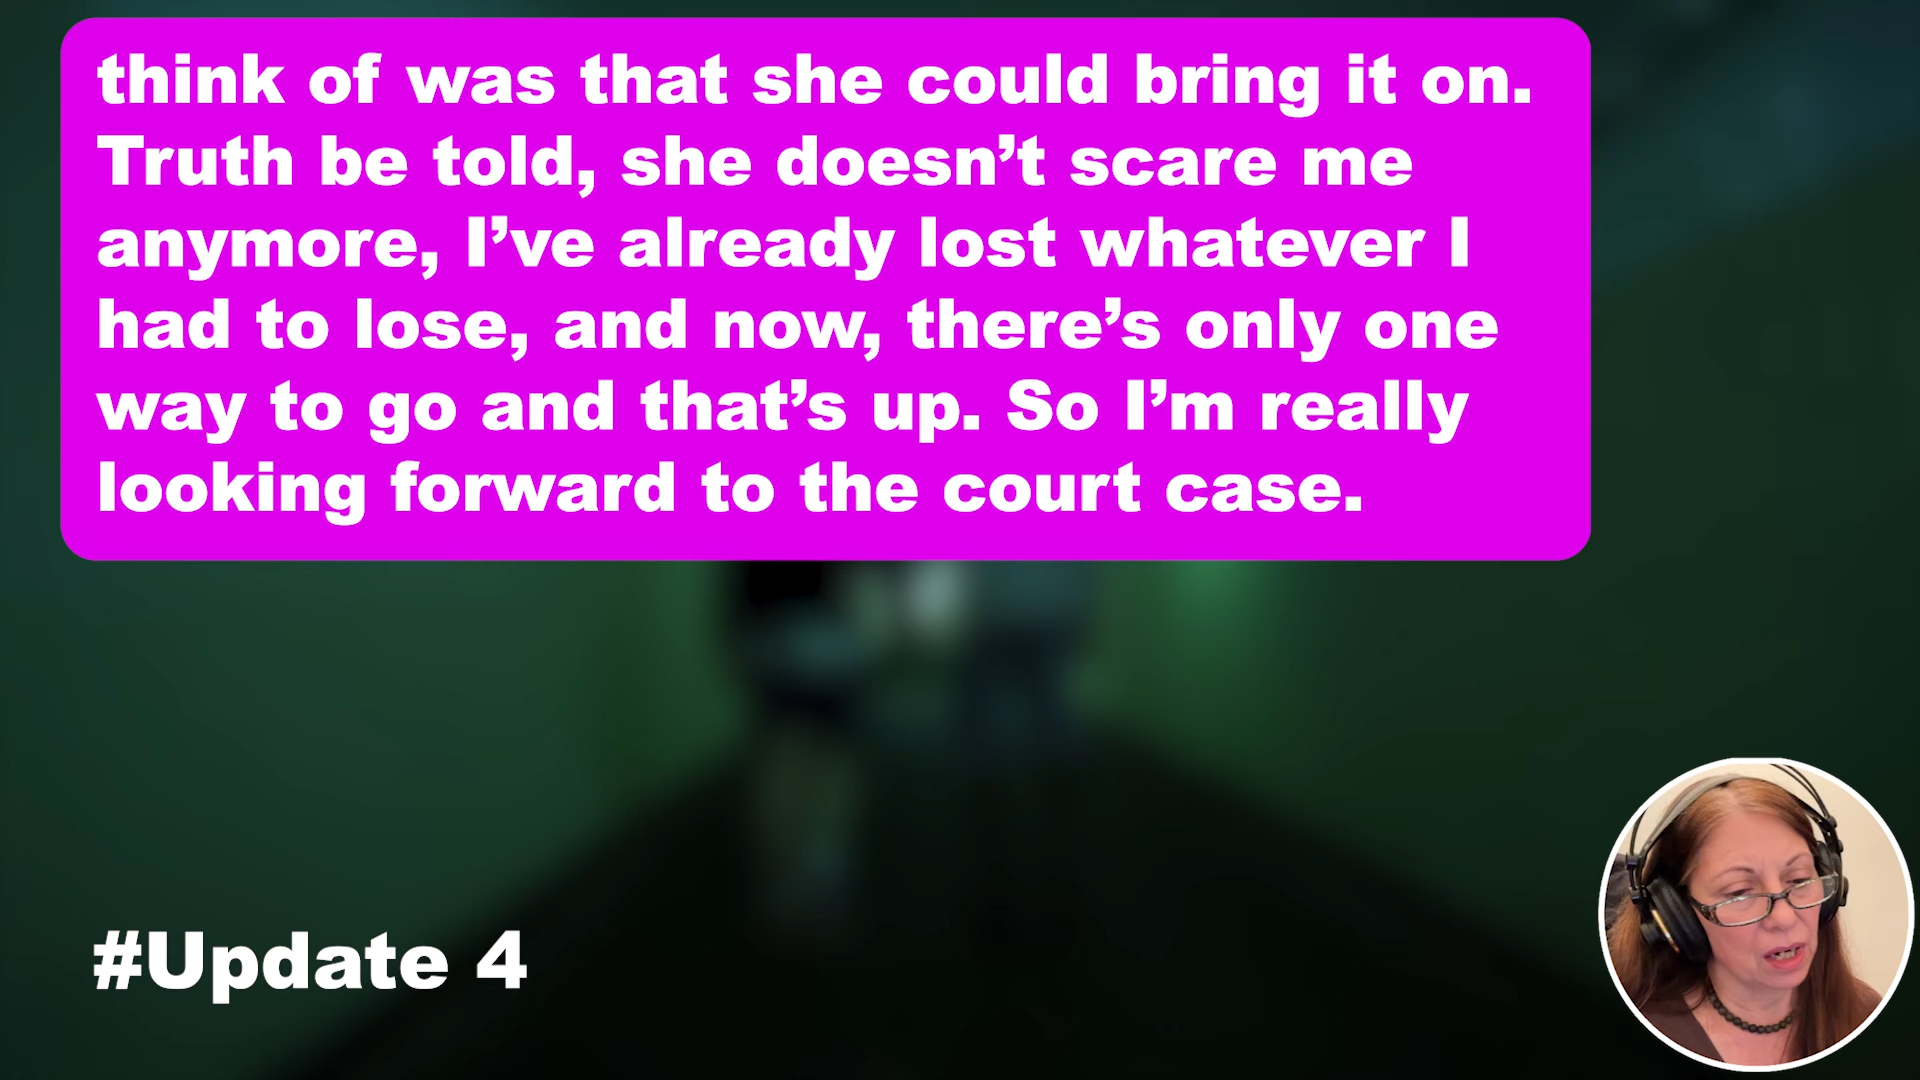 think of was that she could bring it on.
Truth be told, she doesn’t scare me
anymore, I’ve already lost whatever I
had to lose, and now, there’s only one
way to go and that’s up. So I’m really
looking forward to the court case.
#Update 4